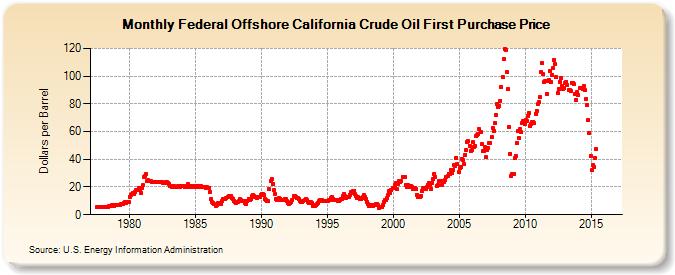 Monthly Federal Offshore California Crude Oil First Purchase Price
Dollars per Barrel
120
100
80
60
40
20
0
1980 1985 1990 1995 2000 2005 2010 2015
Source: U.S. Energy Information Administration